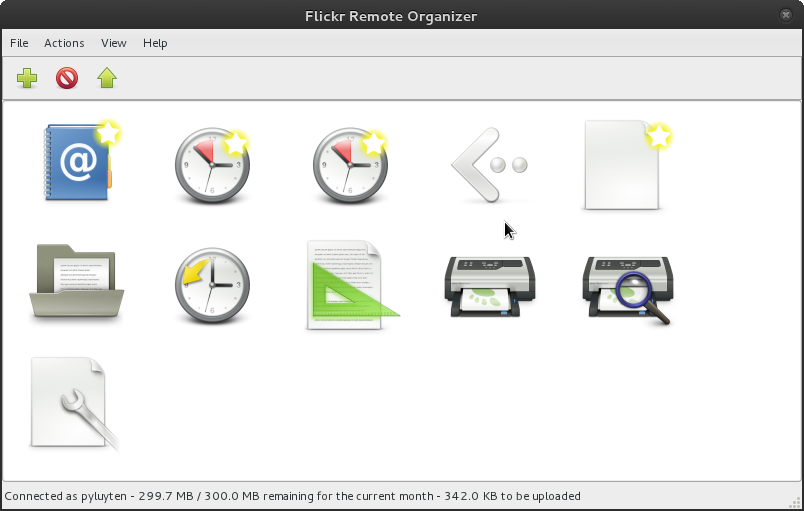 Flickr Remote Organizer
File Actions View Help
@
Connected as pyluyten - 299.7 MB / 300.0 MB remaining for the current month - 342.0 KB to be uploaded